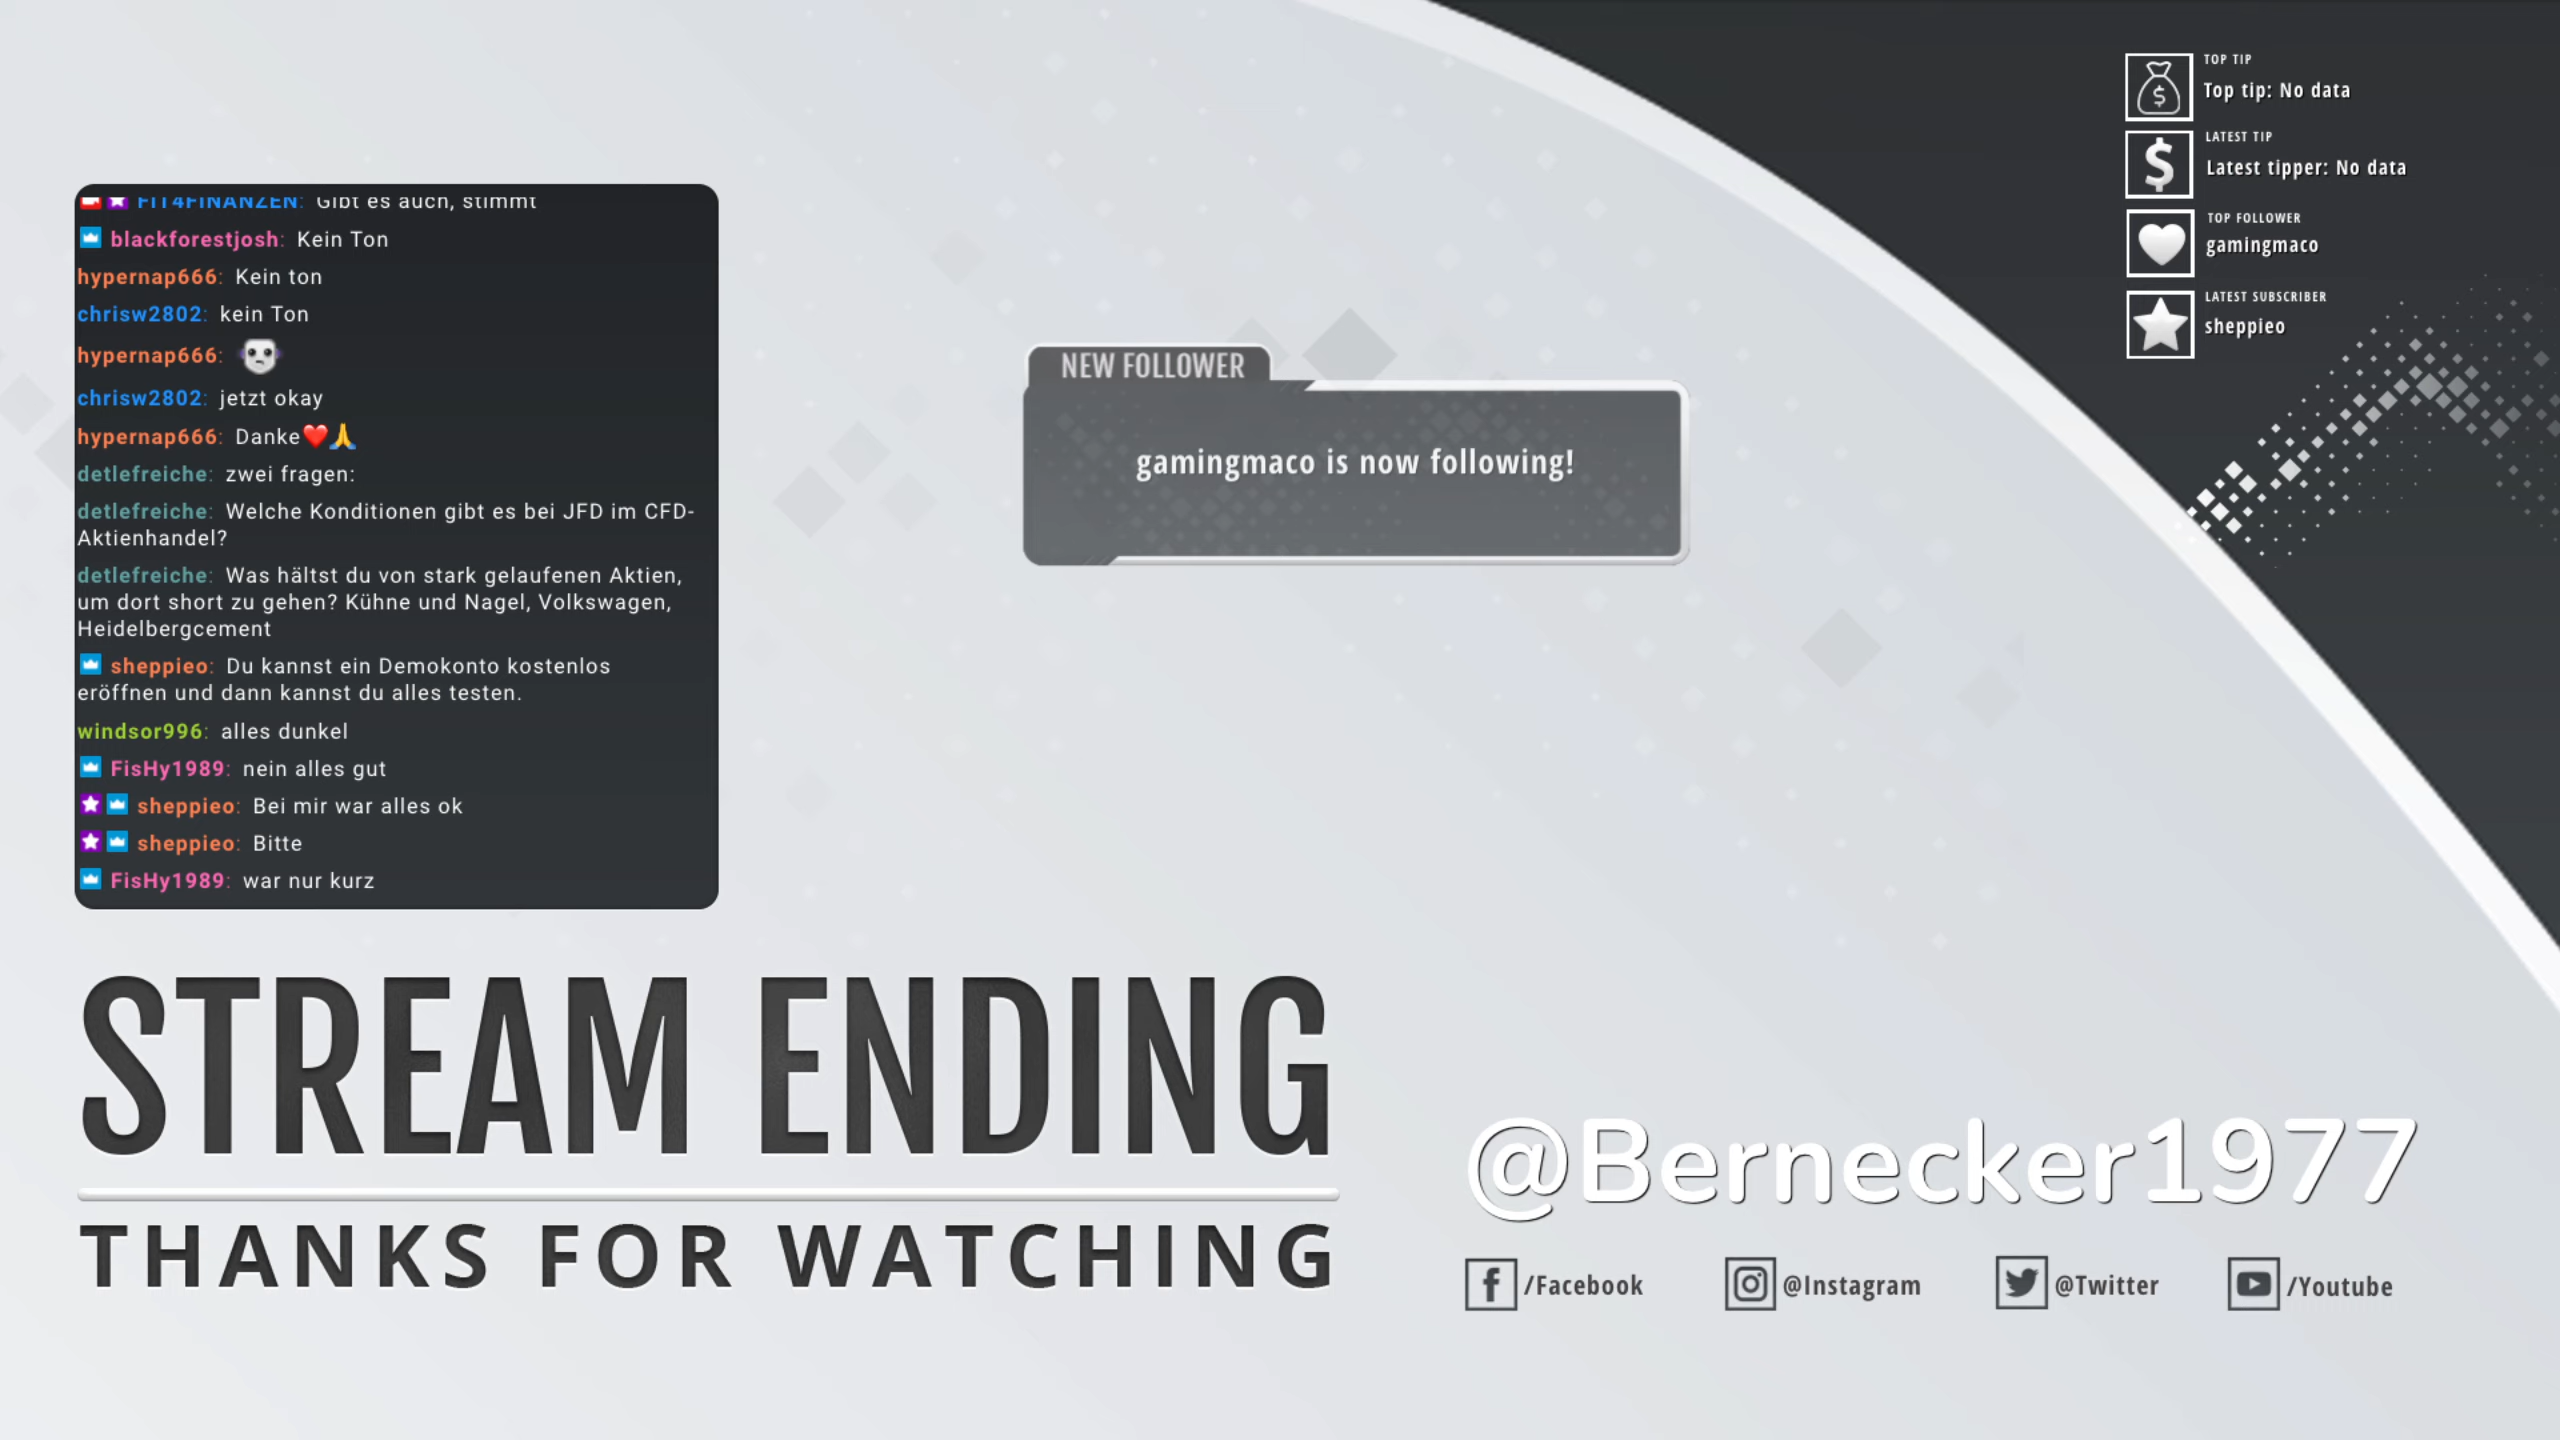 FIT4FINANZEN: Gibt es auch, stimmt
blackforestjosh: Kein Ton
hypernap666: Kein ton
chrisw2802: kein Ton
hypernap666:
chrisw2802: jetzt okay
hypernap666: Danke❤️🙏
detlefreiche: zwei fragen:
detlefreiche: Welche Konditionen gibt es bei JFD im CFD-
Aktienhandel?
detlefreiche: Was hältst du von stark gelaufenen Aktien,
um dort short zu gehen? Kühne und Nagel, Volkswagen,
Heidelbergcement
sheppieo: Du kannst ein Demokonto kostenlos
eröffnen und dann kannst du alles testen.
windsor996: alles dunkel
FisHy1989: nein alles gut
sheppieo: Bei mir war alles ok
sheppieo: Bitte
FisHy1989: war nur kurz
NEW FOLLOWER
gamingmaco is now following!
TOP TIP
Top tip: No data
LATEST TIP
Latest tipper: No data
TOP FOLLOWER
gamingmaco
LATEST SUBSCRIBER
sheppieo
STREAM ENDING
THANKS FOR WATCHING
@Bernecker1977
/Facebook
@Instagram
@Twitter
/Youtube